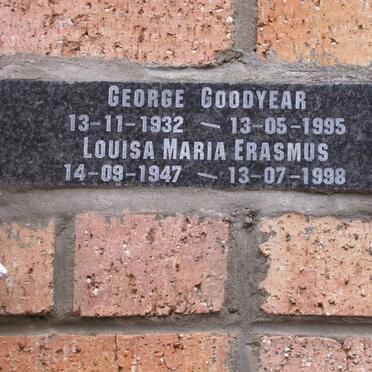 GEORGE GOODYEAR
13-11-1932 - 13-05-1995
LOUISA MARIA ERASMUS
14-09-1947 - 13-07-1998